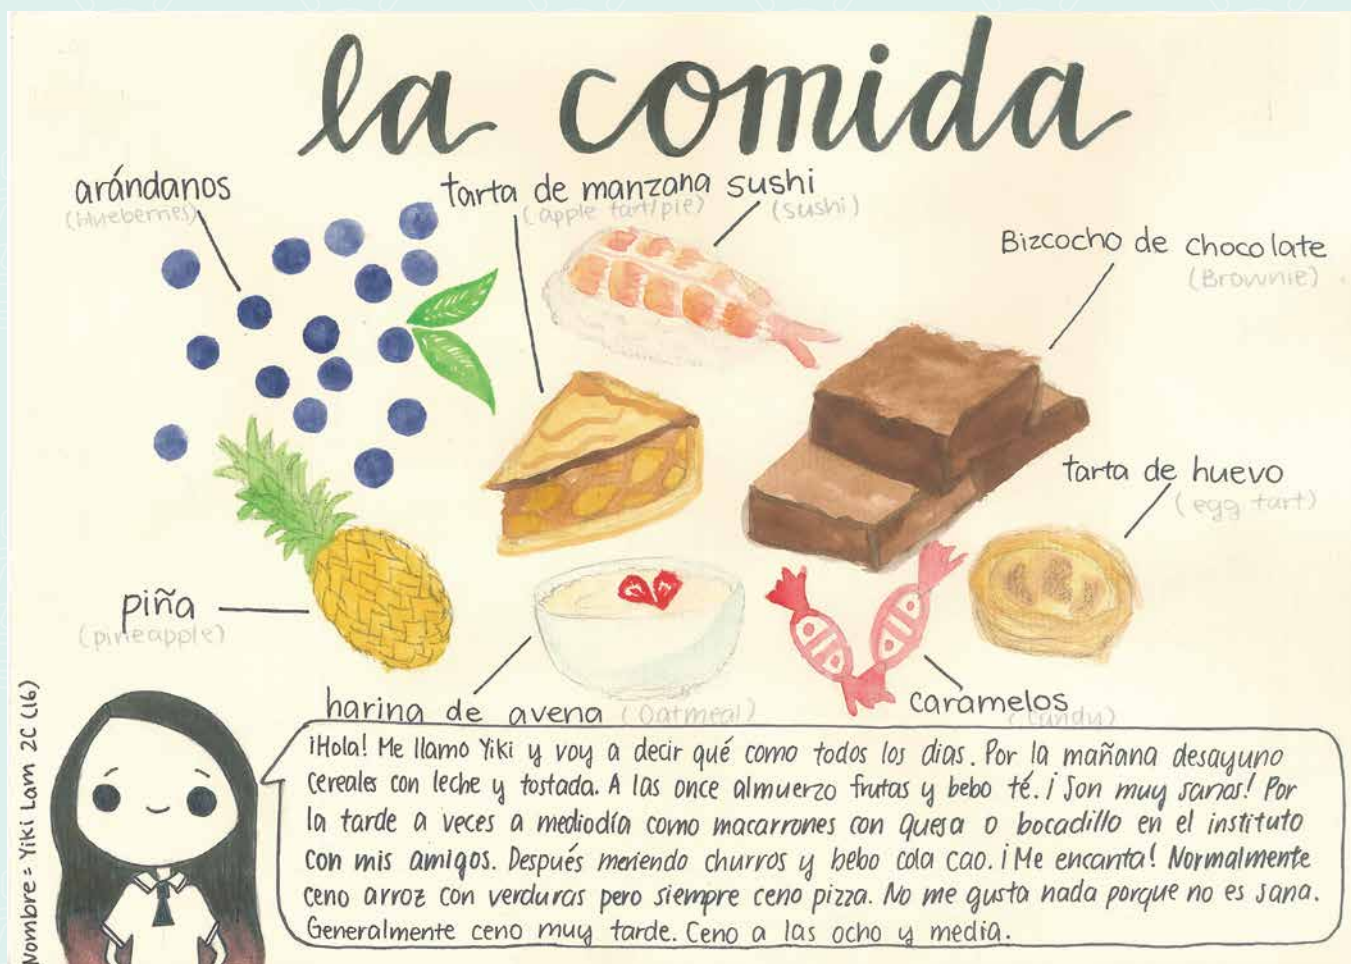 la comida
arándanos
(blueberries)
tarta de manzana
(apple tart/pie)
sushi
(sushi)
Bizcocho de chocolate
(Brownie)
tarta de huevo
(egg tart)
piña
(pineapple)
harina de avena (Oatmeal)
caramelos
(candy)
¡Hola! Me llamo Yiki y voy a decir qué como todos los dias. Por la mañana desayuno
cereales con leche y tostada. A las once almuerzo frutas y bebo té. ¡Son muy sanos! Por
la tarde a veces a mediodía como macarrones con quesa o bocadillo en el instituto
con mis amigos. Después meriendo churros y bebo cola cao. ¡Me encanta! Normalmente
ceno arroz con verduras pero siempre ceno pizza. No me gusta nada porque no es sana.
Generalmente ceno muy tarde. Ceno a las ocho y media.
Nombre = Yiki Lam 2C (16)